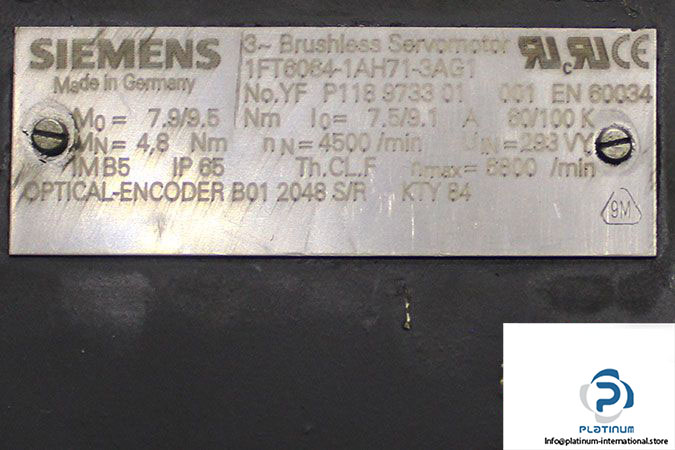 SIEMENS
Made in Germany
3~ Brushless Servomotor
1FT6064-1AH71-3AG1
No.YF P118 9733 01 001 EN 60034
M0= 7.9/9.5 Nm I0= 7.5/9.1 A 60/100 K
MN= 4,8 Nm nN= 4500 /min UIN=293 VY
IM B5 IP 65 Th.CL.F nmax= /min
OPTICAL-ENCODER B01 2048 S/R KTY 84
9M
PLATINUM
Info@platinum-international.store